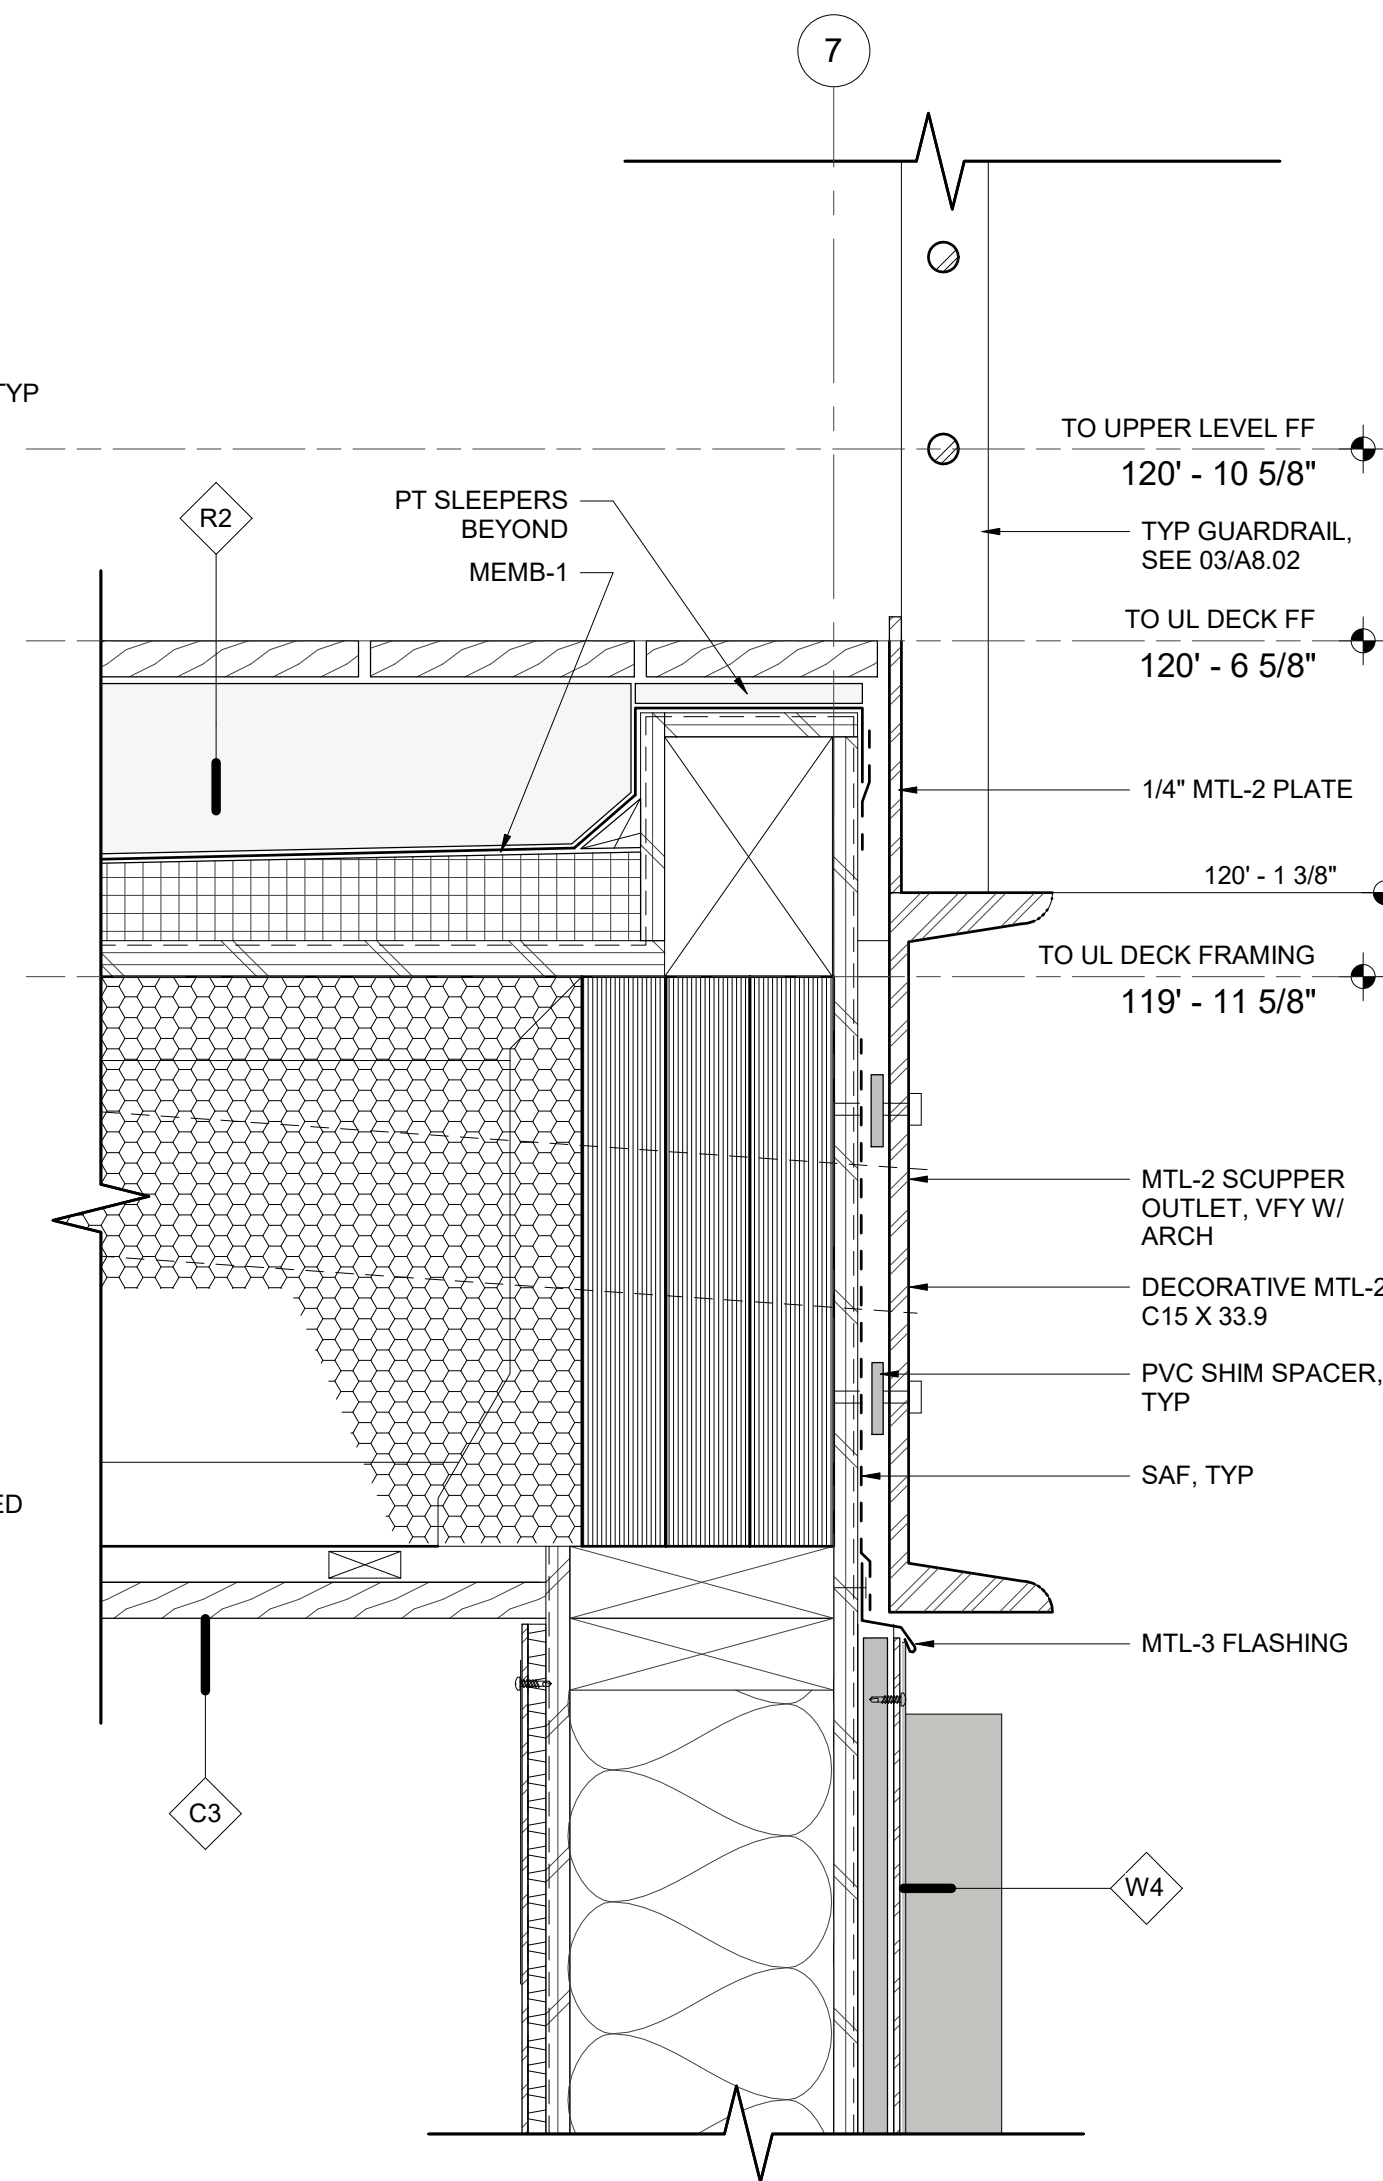 7
TYP
TO UPPER LEVEL FF
120' - 10 5/8"
R2
PT SLEEPERS
BEYOND
MEMB-1
TYP GUARDRAIL,
SEE 03/A8.02
TO UL DECK FF
120' - 6 5/8"
1/4" MTL-2 PLATE
120' - 1 3/8"
TO UL DECK FRAMING
119' - 11 5/8"
MTL-2 SCUPPER
OUTLET, VFY W/
ARCH
DECORATIVE MTL-2
C15 X 33.9
PVC SHIM SPACER,
TYP
SAF, TYP
ED
MTL-3 FLASHING
C3
W4